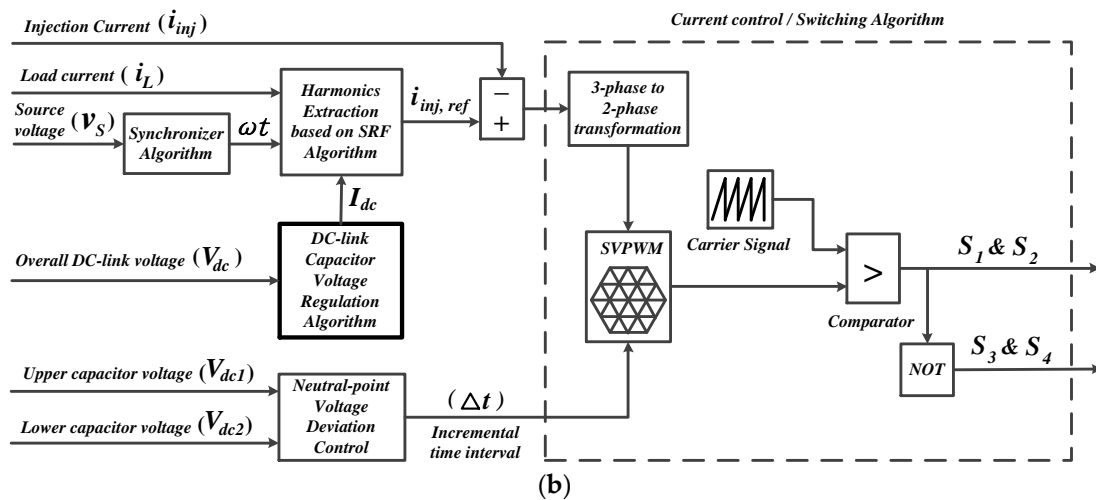 Injection Current (i_inj)
Current control / Switching Algorithm
Load current (i_L)
Source
voltage (v_S)
Synchronizer
Algorithm
ωt
Harmonics
Extraction
based on SRF
Algorithm
i_inj, ref
−
+
3-phase to
2-phase
transformation
I_dc
DC-link
Capacitor
Voltage
Regulation
Algorithm
Overall DC-link voltage (V_dc)
SVPWM
Carrier Signal
>
Comparator
S_1 & S_2
NOT
S_3 & S_4
Upper capacitor voltage (V_dc1)
Lower capacitor voltage (V_dc2)
Neutral-point
Voltage
Deviation
Control
(Δt)
Incremental
time interval
(b)